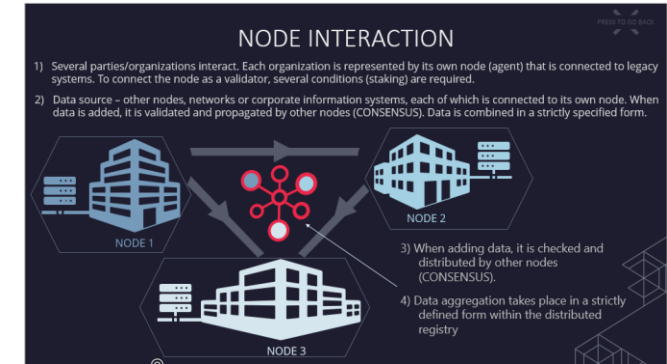 PRESS TO GO BACK
NODE INTERACTION
1) Several parties/organizations interact. Each organization is represented by its own node (agent) that is connected to legacy
systems. To connect the node as a validator, several conditions (staking) are required.
2) Data source – other nodes, networks or corporate information systems, each of which is connected to its own node. When
data is added, it is validated and propagated by other nodes (CONSENSUS). Data is combined in a strictly specified form.
NODE 1
NODE 2
3) When adding data, it is checked and
distributed by other nodes
(CONSENSUS).
4) Data aggregation takes place in a strictly
defined form within the distributed
registry
NODE 3